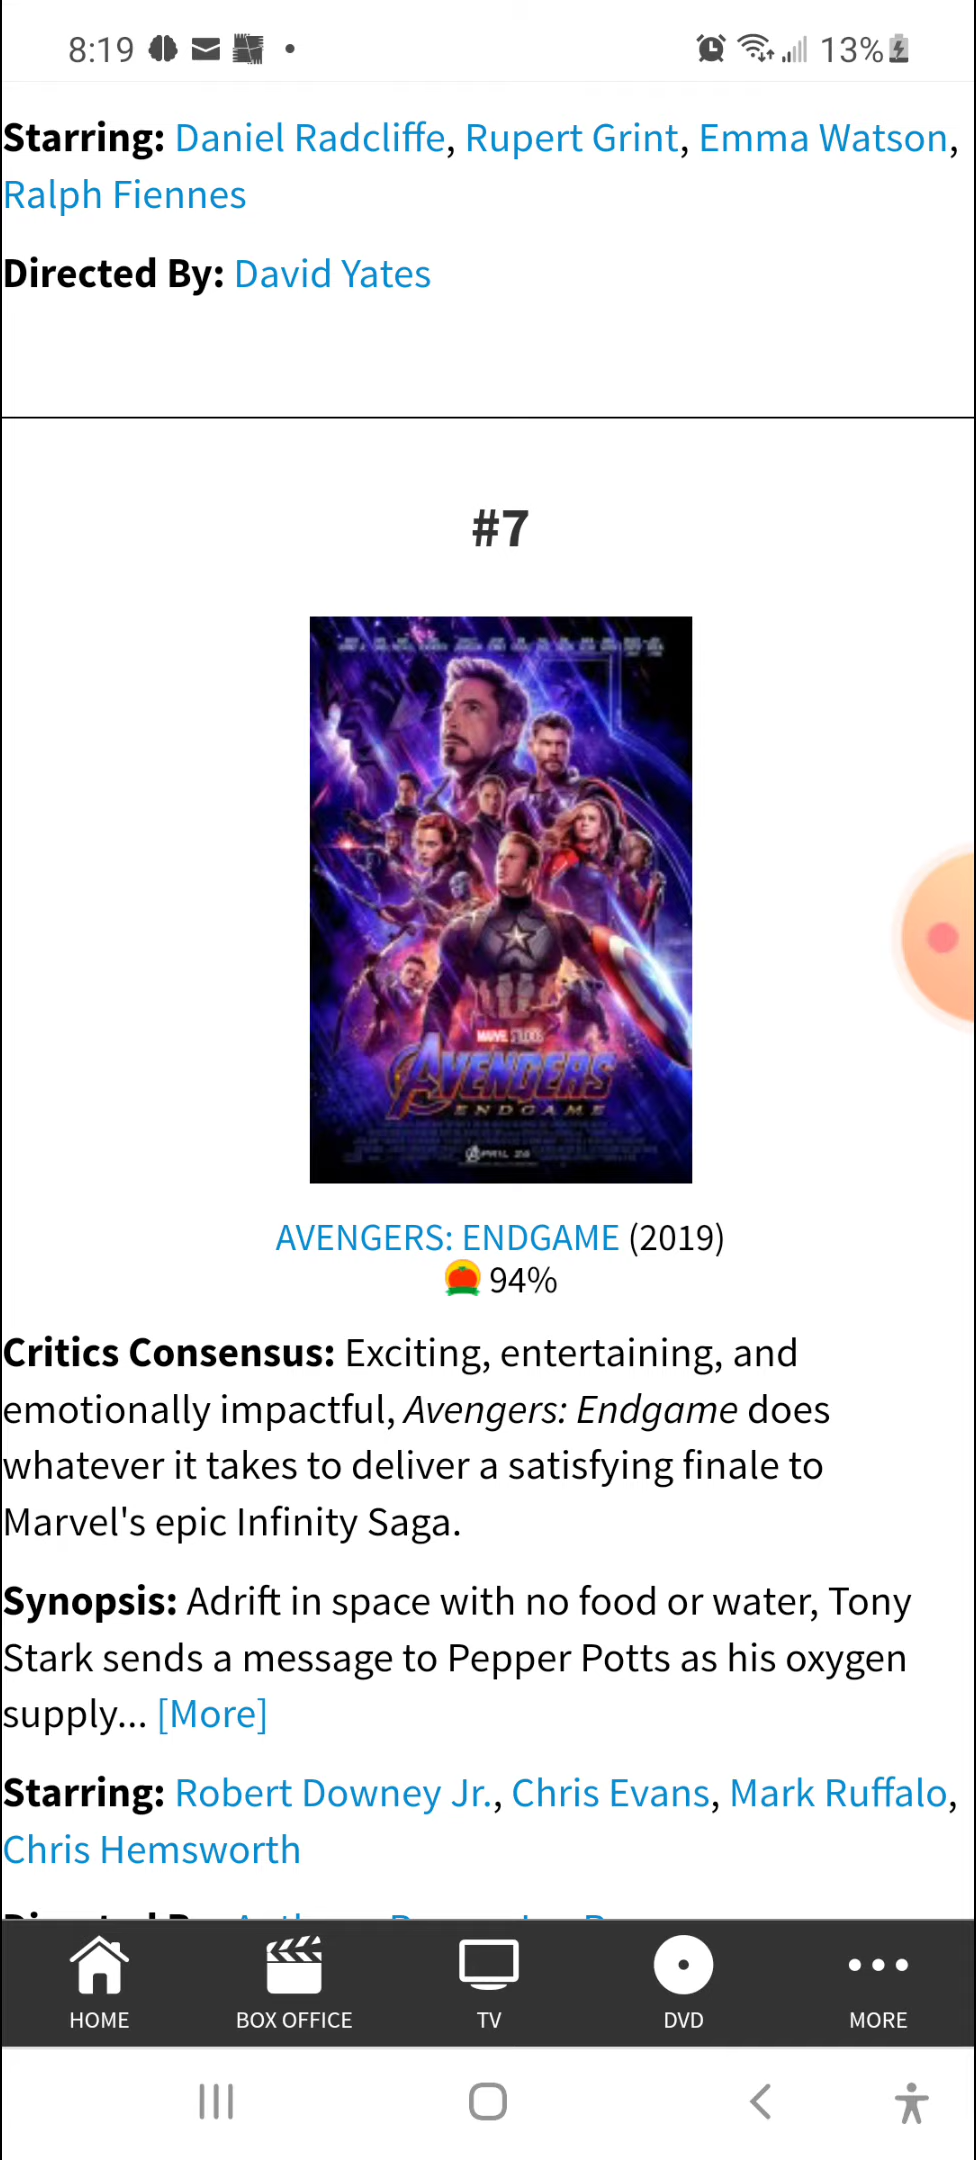 8:19
13%
Starring: Daniel Radcliffe, Rupert Grint, Emma Watson,
Ralph Fiennes
Directed By: David Yates
#7
MARVEL STUDIOS
AVENGERS
ENDGAME
APRIL 26
AVENGERS: ENDGAME (2019)
94%
Critics Consensus: Exciting, entertaining, and
emotionally impactful, Avengers: Endgame does
whatever it takes to deliver a satisfying finale to
Marvel's epic Infinity Saga.
Synopsis: Adrift in space with no food or water, Tony
Stark sends a message to Pepper Potts as his oxygen
supply... [More]
Starring: Robert Downey Jr., Chris Evans, Mark Ruffalo,
Chris Hemsworth
HOME
BOX OFFICE
TV
DVD
MORE